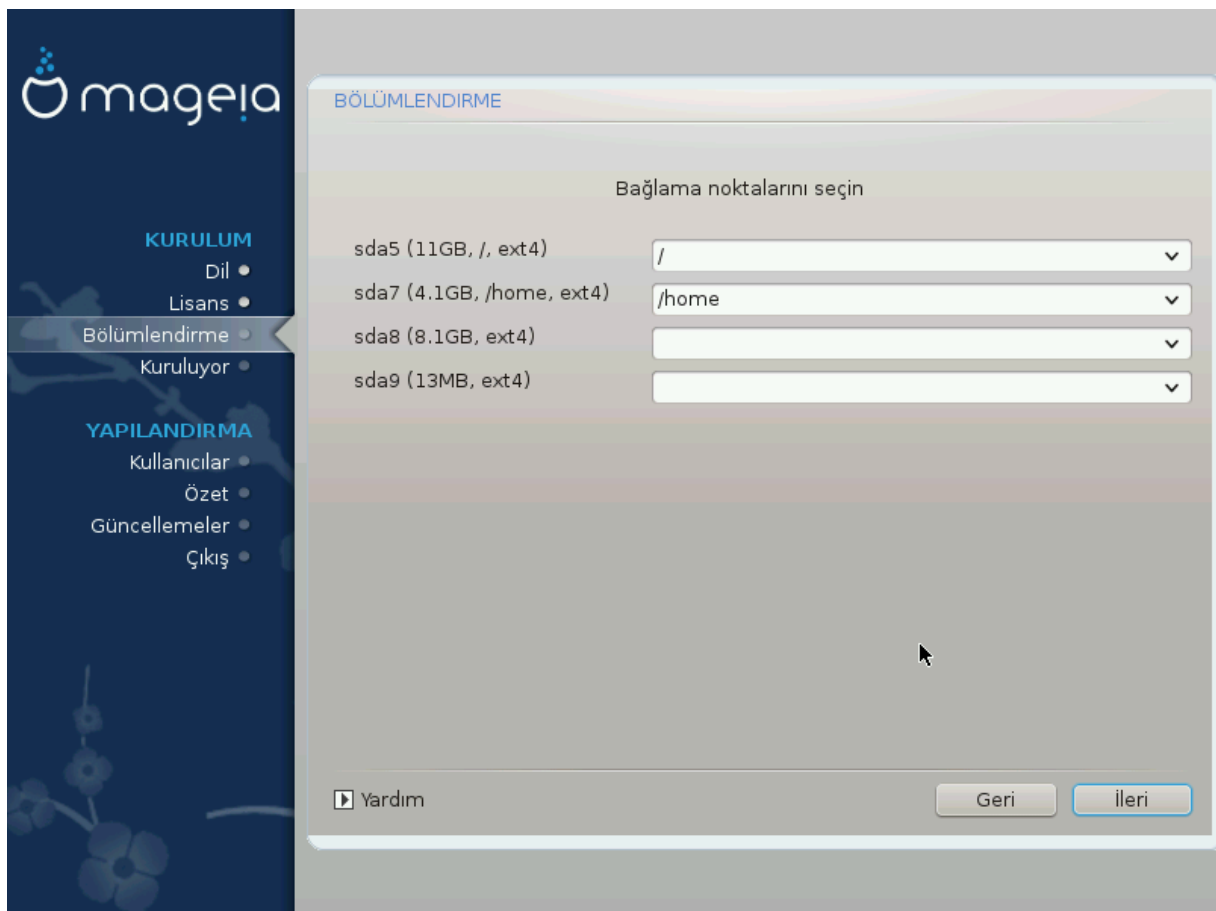 mageia
KURULUM
Dil
Lisans
Bölümlendirme
Kuruluyor
YAPILANDIRMA
Kullanıcılar
Özet
Güncellemeler
Çıkış
BÖLÜMLENDIRME
Bağlama noktalarını seçin
sda5 (11GB, /, ext4) /
sda7 (4.1GB, /home, ext4) /home
sda8 (8.1GB, ext4)
sda9 (13MB, ext4)
Yardım Geri İleri